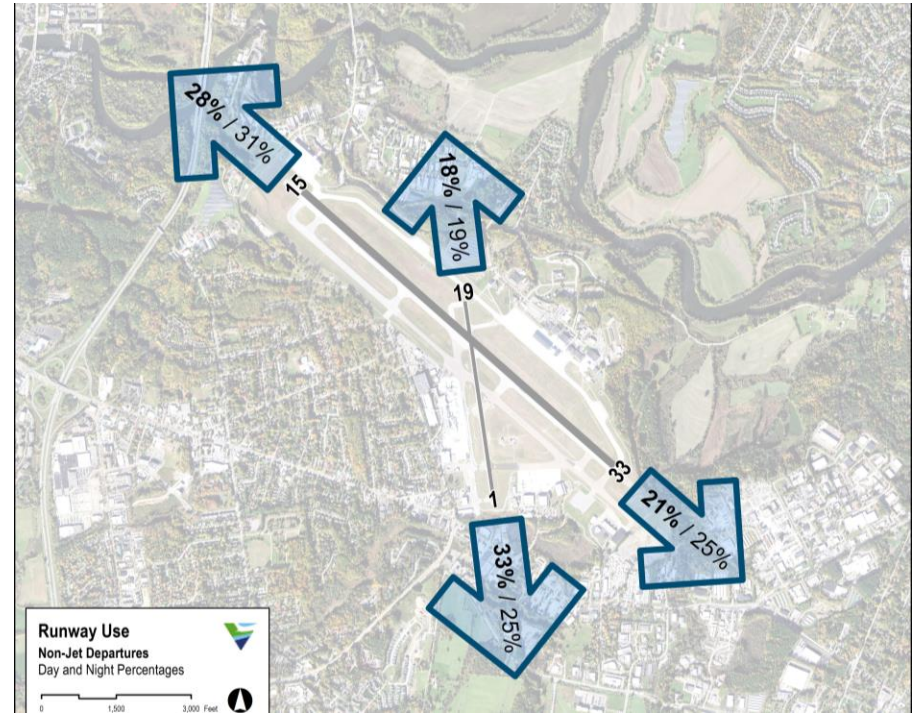 28% / 31%
15
18% / 19%
19
33
21% / 25%
1
33% / 25%
Runway Use
Non-Jet Departures
Day and Night Percentages
0 1,500 3,000 Feet